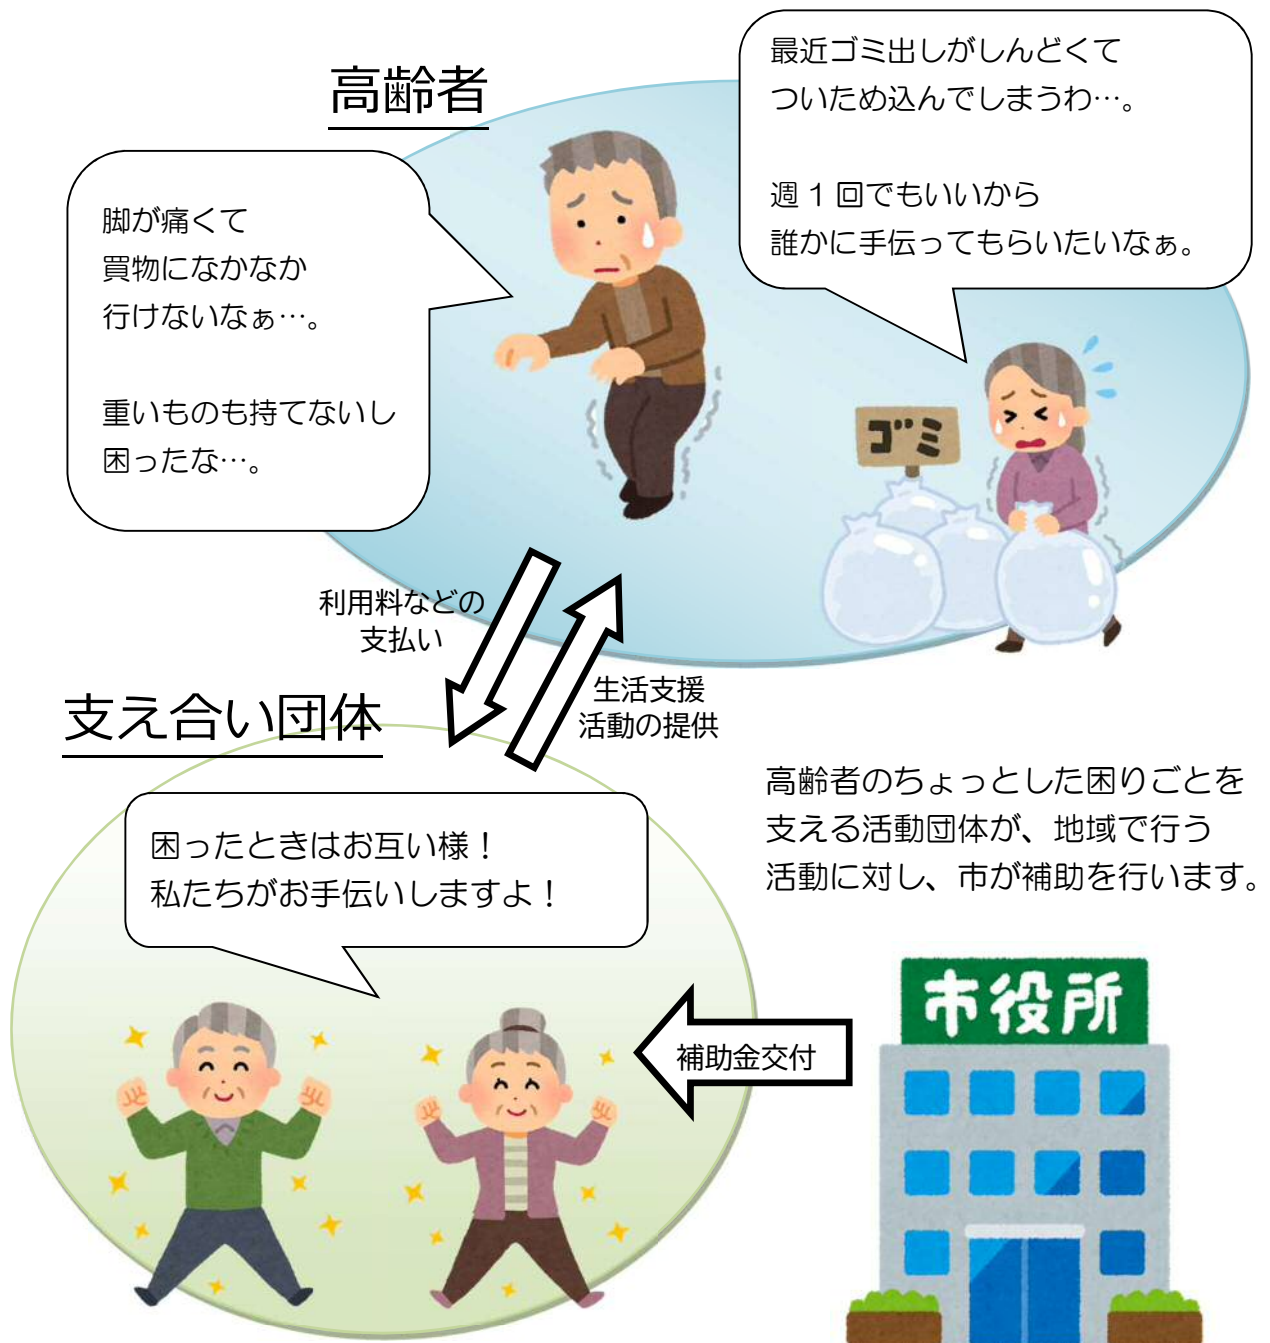 高齢者
最近ゴミ出しがしんどくて
ついため込んでしまうわ…。
週1回でもいいから
誰かに手伝ってもらいたいなぁ。
脚が痛くて
買物になかなか
行けないなぁ…。
重いものも持てないし
困ったな…。
ゴミ
利用料などの
支払い
生活支援
活動の提供
支え合い団体
困ったときはお互い様！
私たちがお手伝いしますよ！
高齢者のちょっとした困りごとを
支える活動団体が、地域で行う
活動に対し、市が補助を行います。
補助金交付
市役所